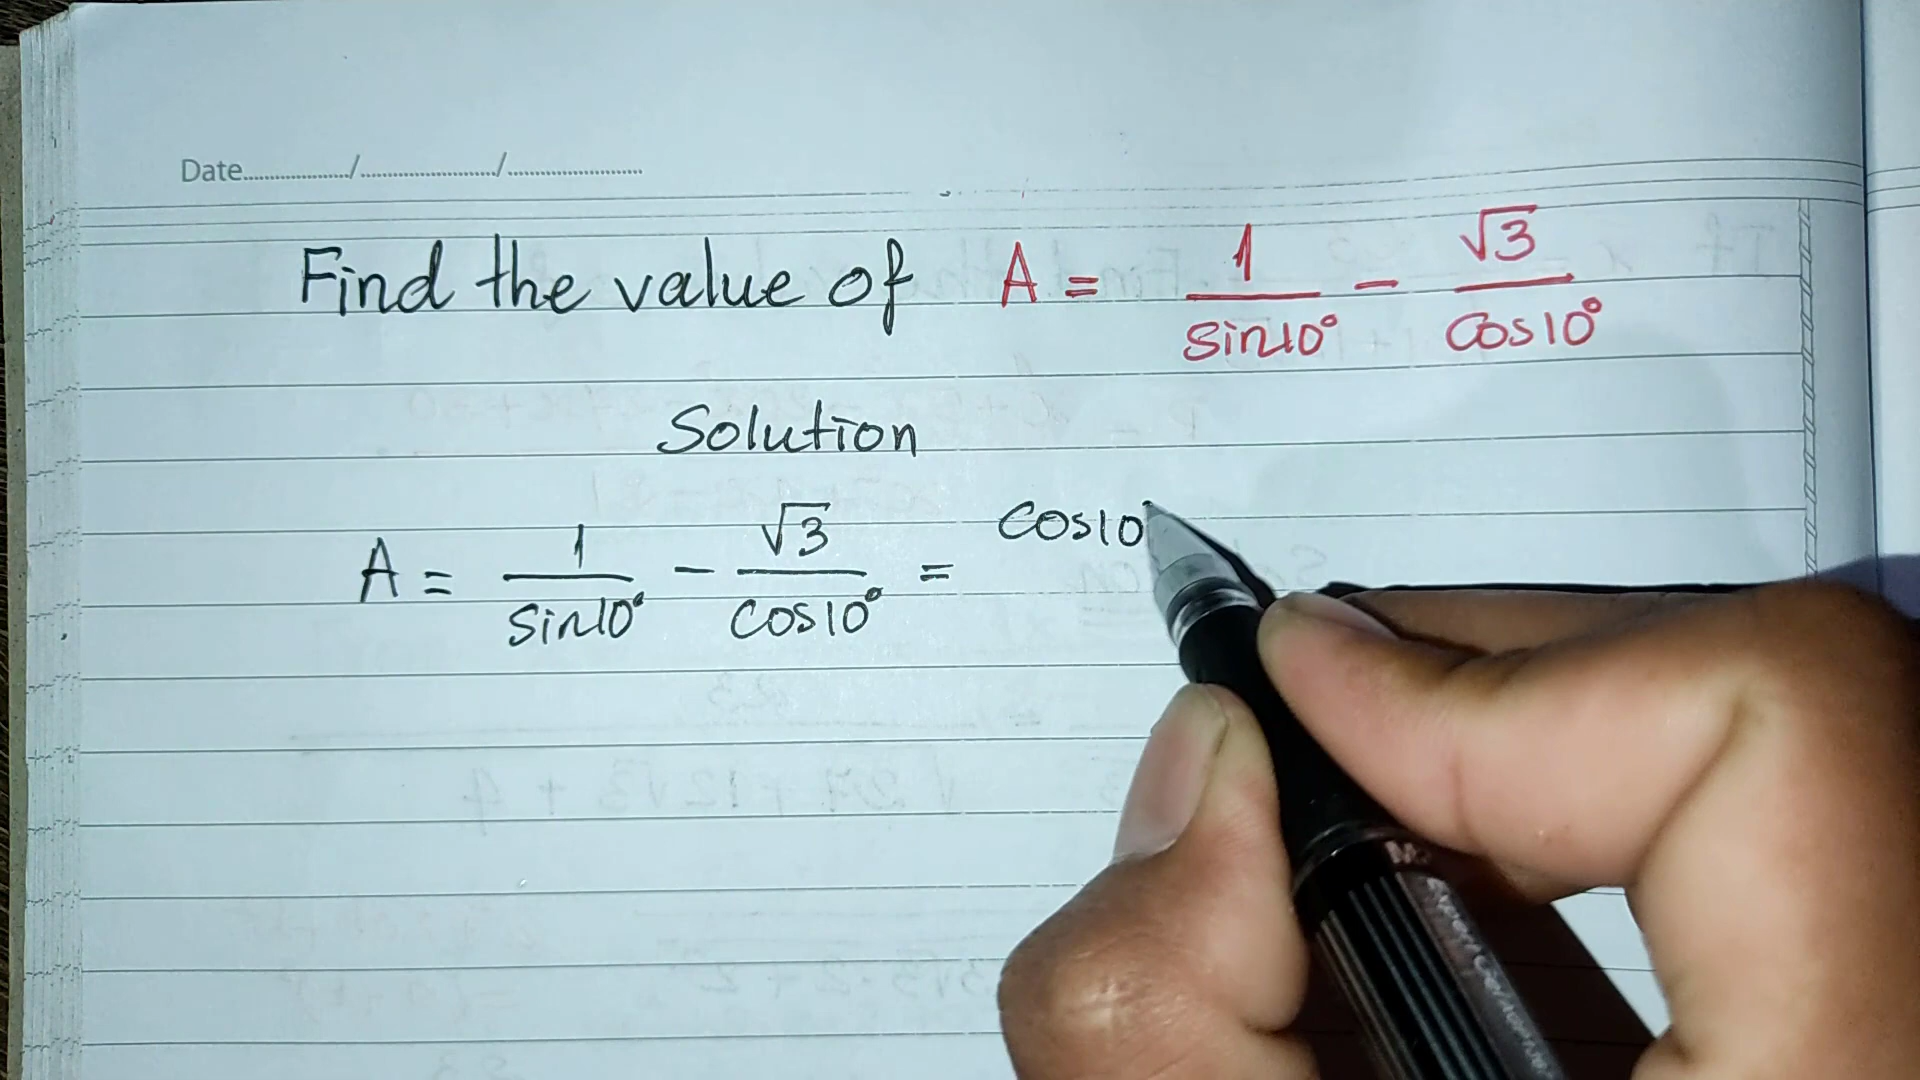 Date............/............/............
Find the value of A = 1/sin10° - √3/cos10°
Solution
A = 1/sin10° - √3/cos10° = cos10°